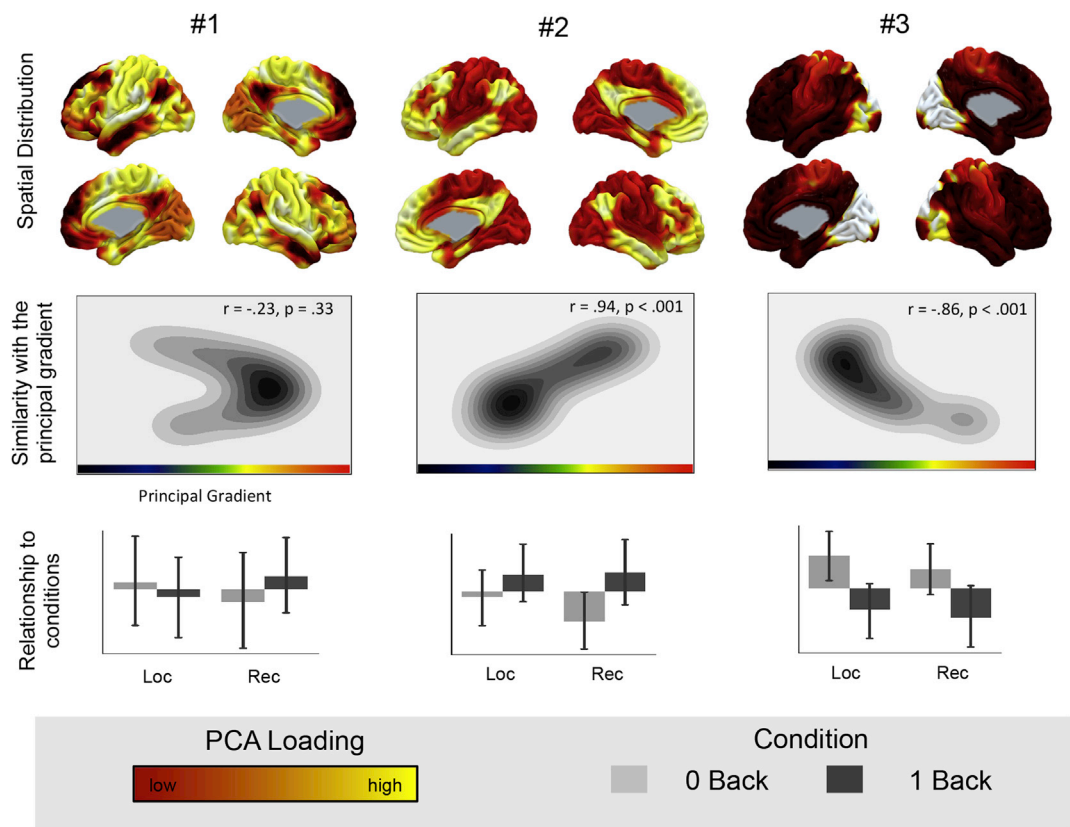 #1 #2 #3
Spatial Distribution
Similarity with the
principal gradient
r = -.23, p = .33
r = .94, p < .001
r = -.86, p < .001
Principal Gradient
Relationship to
conditions
Loc Rec
Loc Rec
Loc Rec
PCA Loading
low high
Condition
0 Back 1 Back